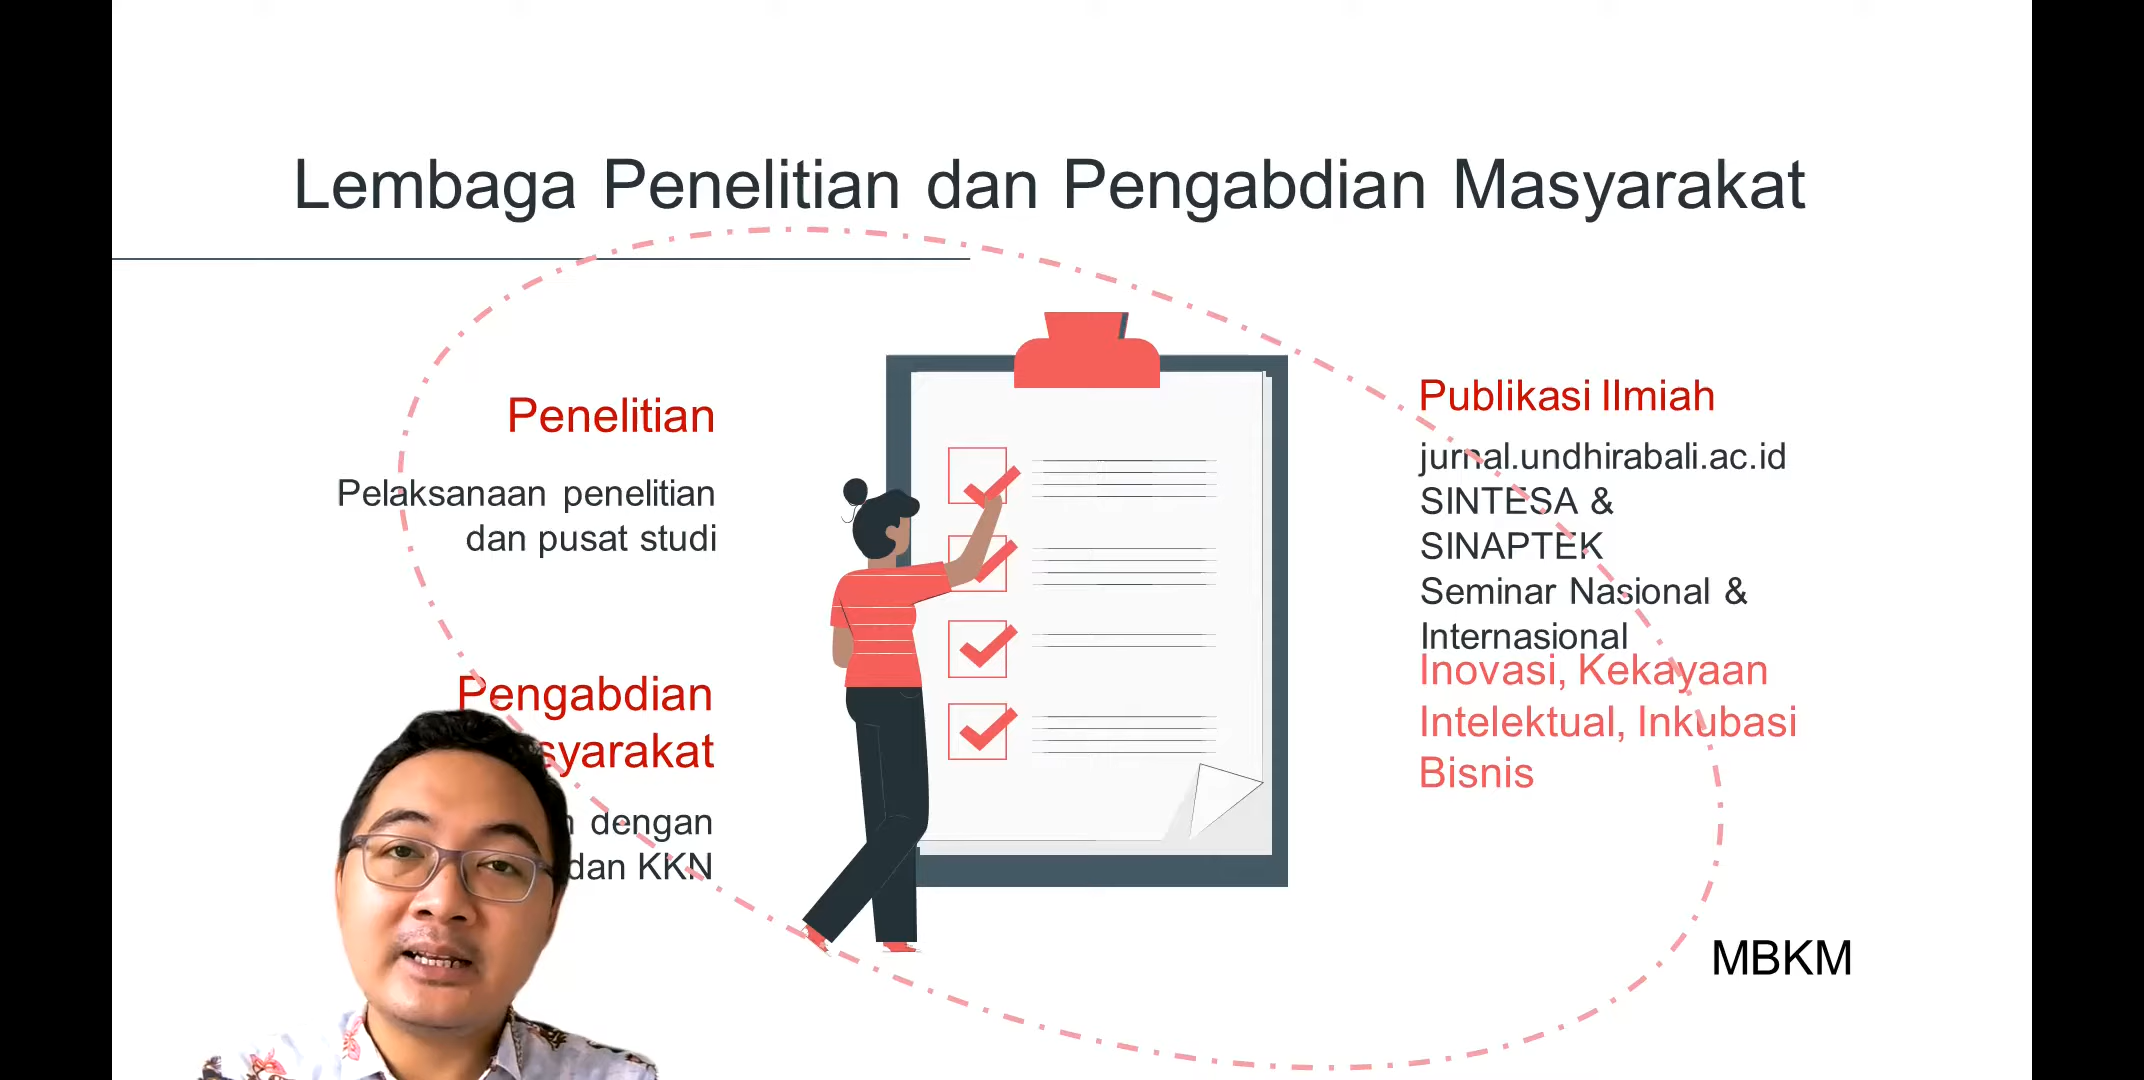 Lembaga Penelitian dan Pengabdian Masyarakat
Penelitian
Pelaksanaan penelitian
dan pusat studi
Pengabdian
syarakat
dengan
dan KKN
Publikasi Ilmiah
jurnal.undhirabali.ac.id
SINTESA &
SINAPTEK
Seminar Nasional &
Internasional
Inovasi, Kekayaan
Intelektual, Inkubasi
Bisnis
MBKM